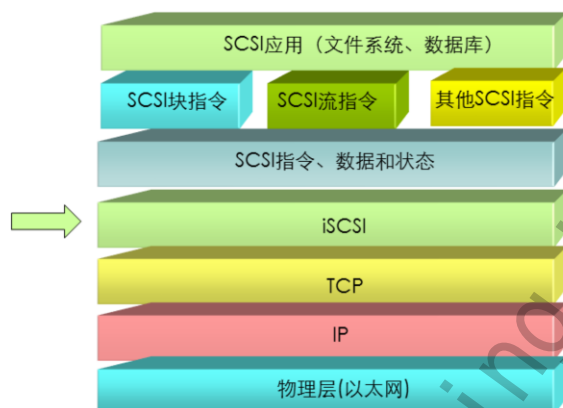 SCSI应用（文件系统、数据库）
SCSI块指令 SCSI流指令 其他SCSI指令
SCSI指令、数据和状态
iSCSI
TCP
IP
物理层(以太网)